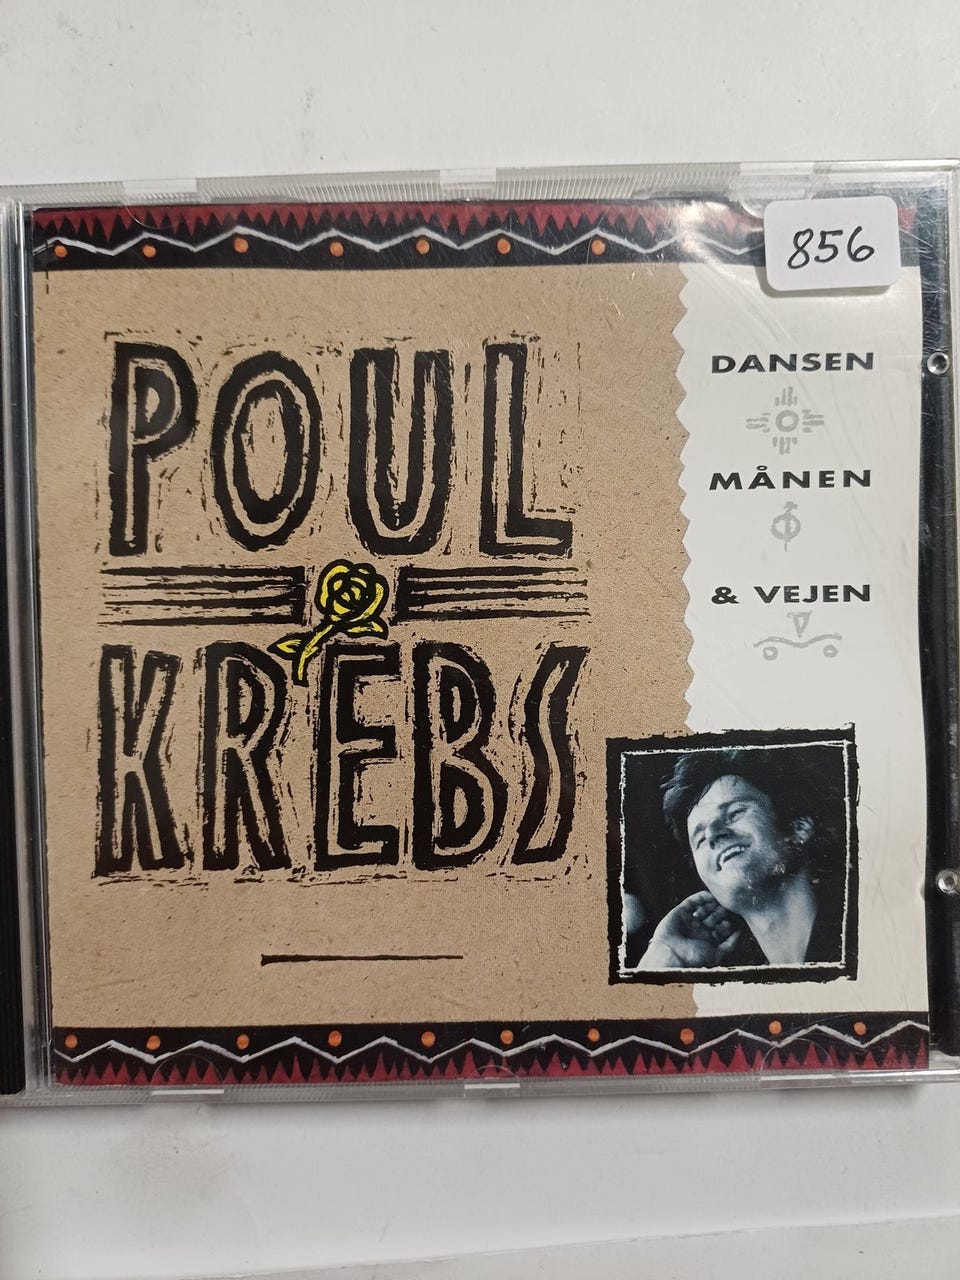 856
POUL
KREBS
DANSEN
MÅNEN
& VEJEN